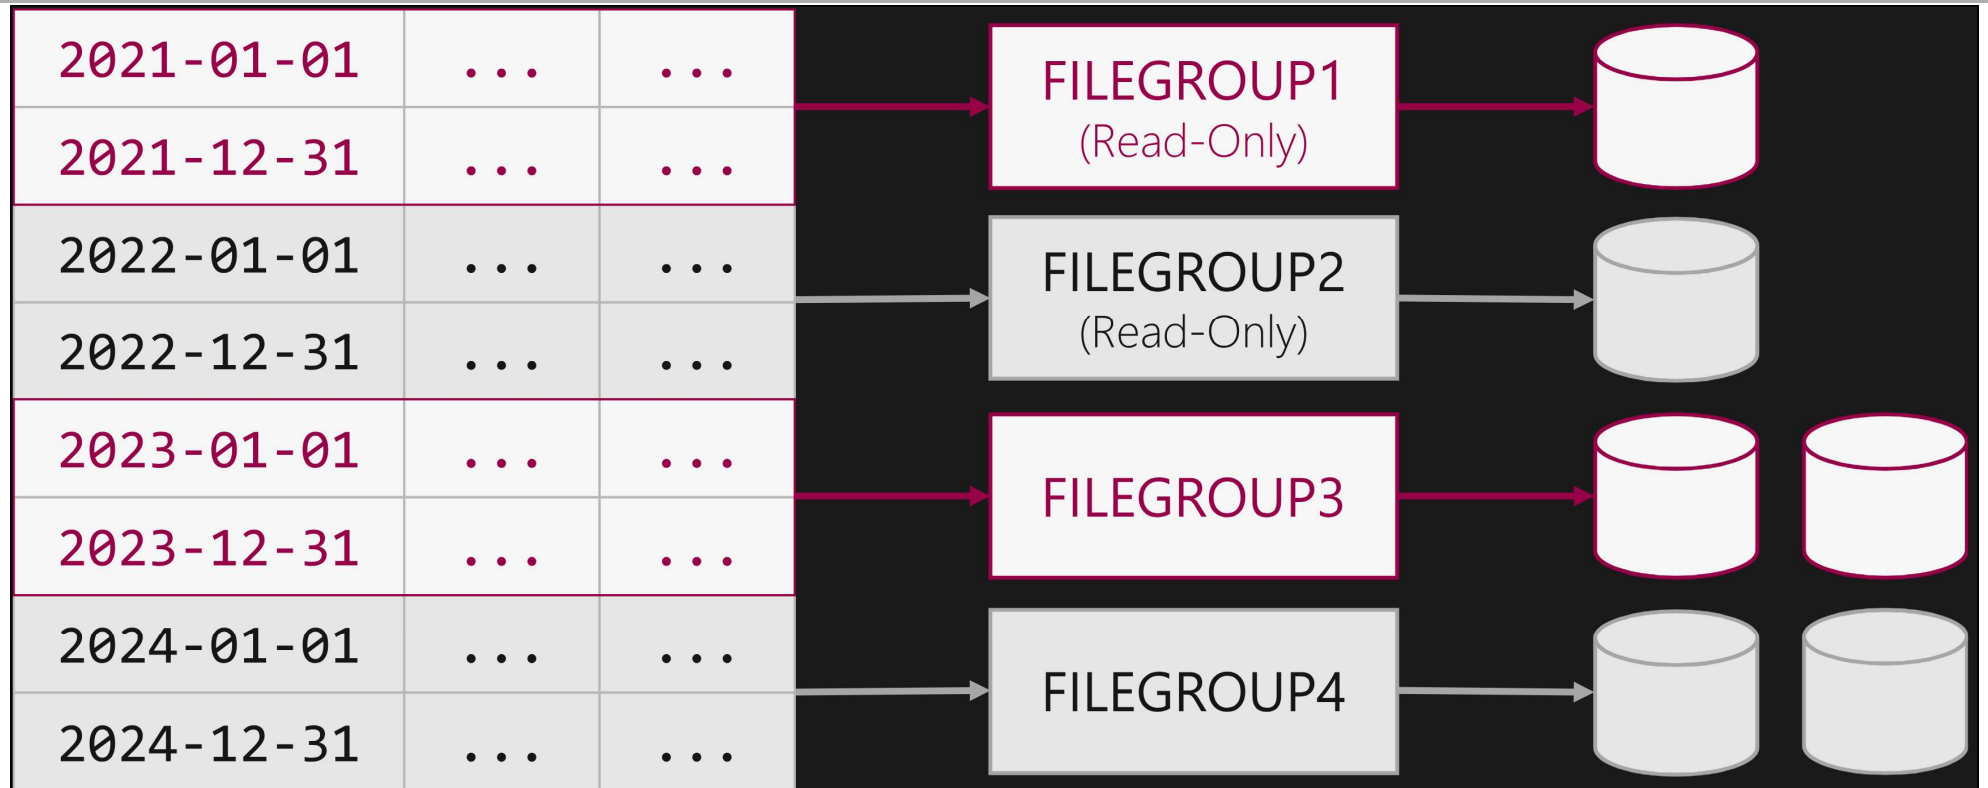 2021-01-01 ... ...
2021-12-31 ... ...
2022-01-01 ... ...
2022-12-31 ... ...
2023-01-01 ... ...
2023-12-31 ... ...
2024-01-01 ... ...
2024-12-31 ... ...
FILEGROUP1
(Read-Only)
FILEGROUP2
(Read-Only)
FILEGROUP3
FILEGROUP4